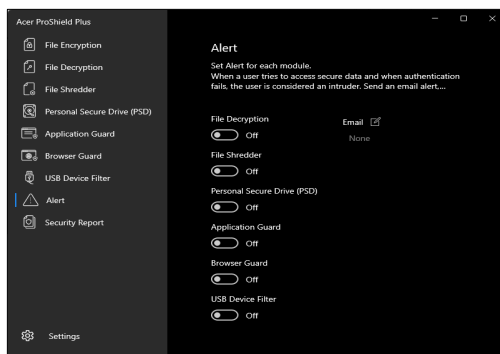 Acer ProShield Plus
File Encryption
File Decryption
File Shredder
Personal Secure Drive (PSD)
Application Guard
Browser Guard
USB Device Filter
Alert
Security Report
Settings
Alert
Set Alert for each module.
When a user tries to access secure data and when authentication
fails, the user is considered an intruder. Send an email alert,...
File Decryption
Off
Email
None
File Shredder
Off
Personal Secure Drive (PSD)
Off
Application Guard
Off
Browser Guard
Off
USB Device Filter
Off